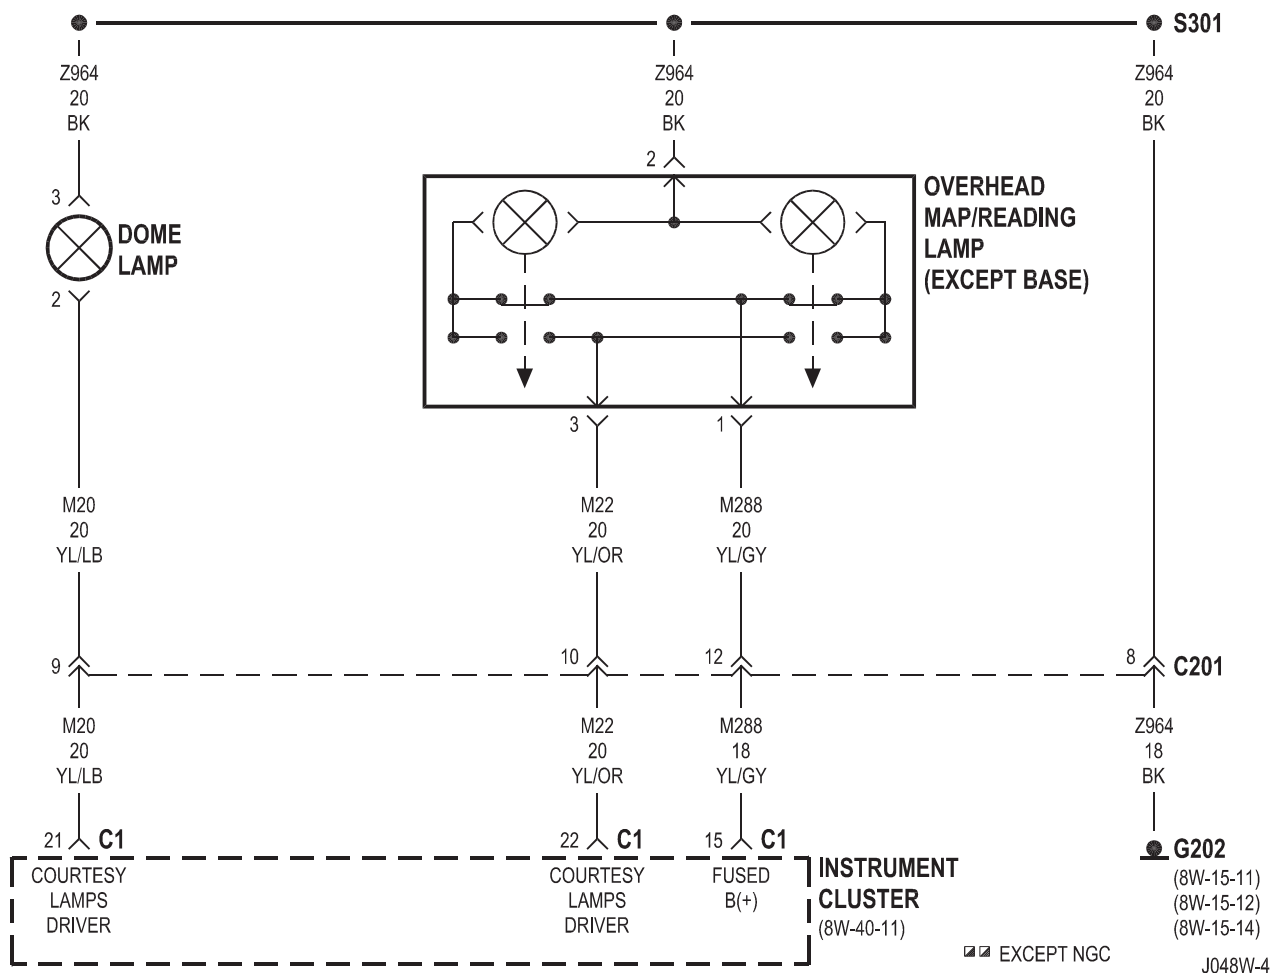 S301
Z964
20
BK
Z964
20
BK
Z964
20
BK
3
DOME
LAMP
2
2
OVERHEAD
MAP/READING
LAMP
(EXCEPT BASE)
3
1
M20
20
YL/LB
M22
20
YL/OR
M288
20
YL/GY
9
10
12
8
C201
M20
20
YL/LB
M22
20
YL/OR
M288
18
YL/GY
Z964
18
BK
21 C1
22 C1
15 C1
COURTESY
LAMPS
DRIVER
COURTESY
LAMPS
DRIVER
FUSED
B(+)
INSTRUMENT
CLUSTER
(8W-40-11)
G202
(8W-15-11)
(8W-15-12)
(8W-15-14)
EXCEPT NGC
J048W-4